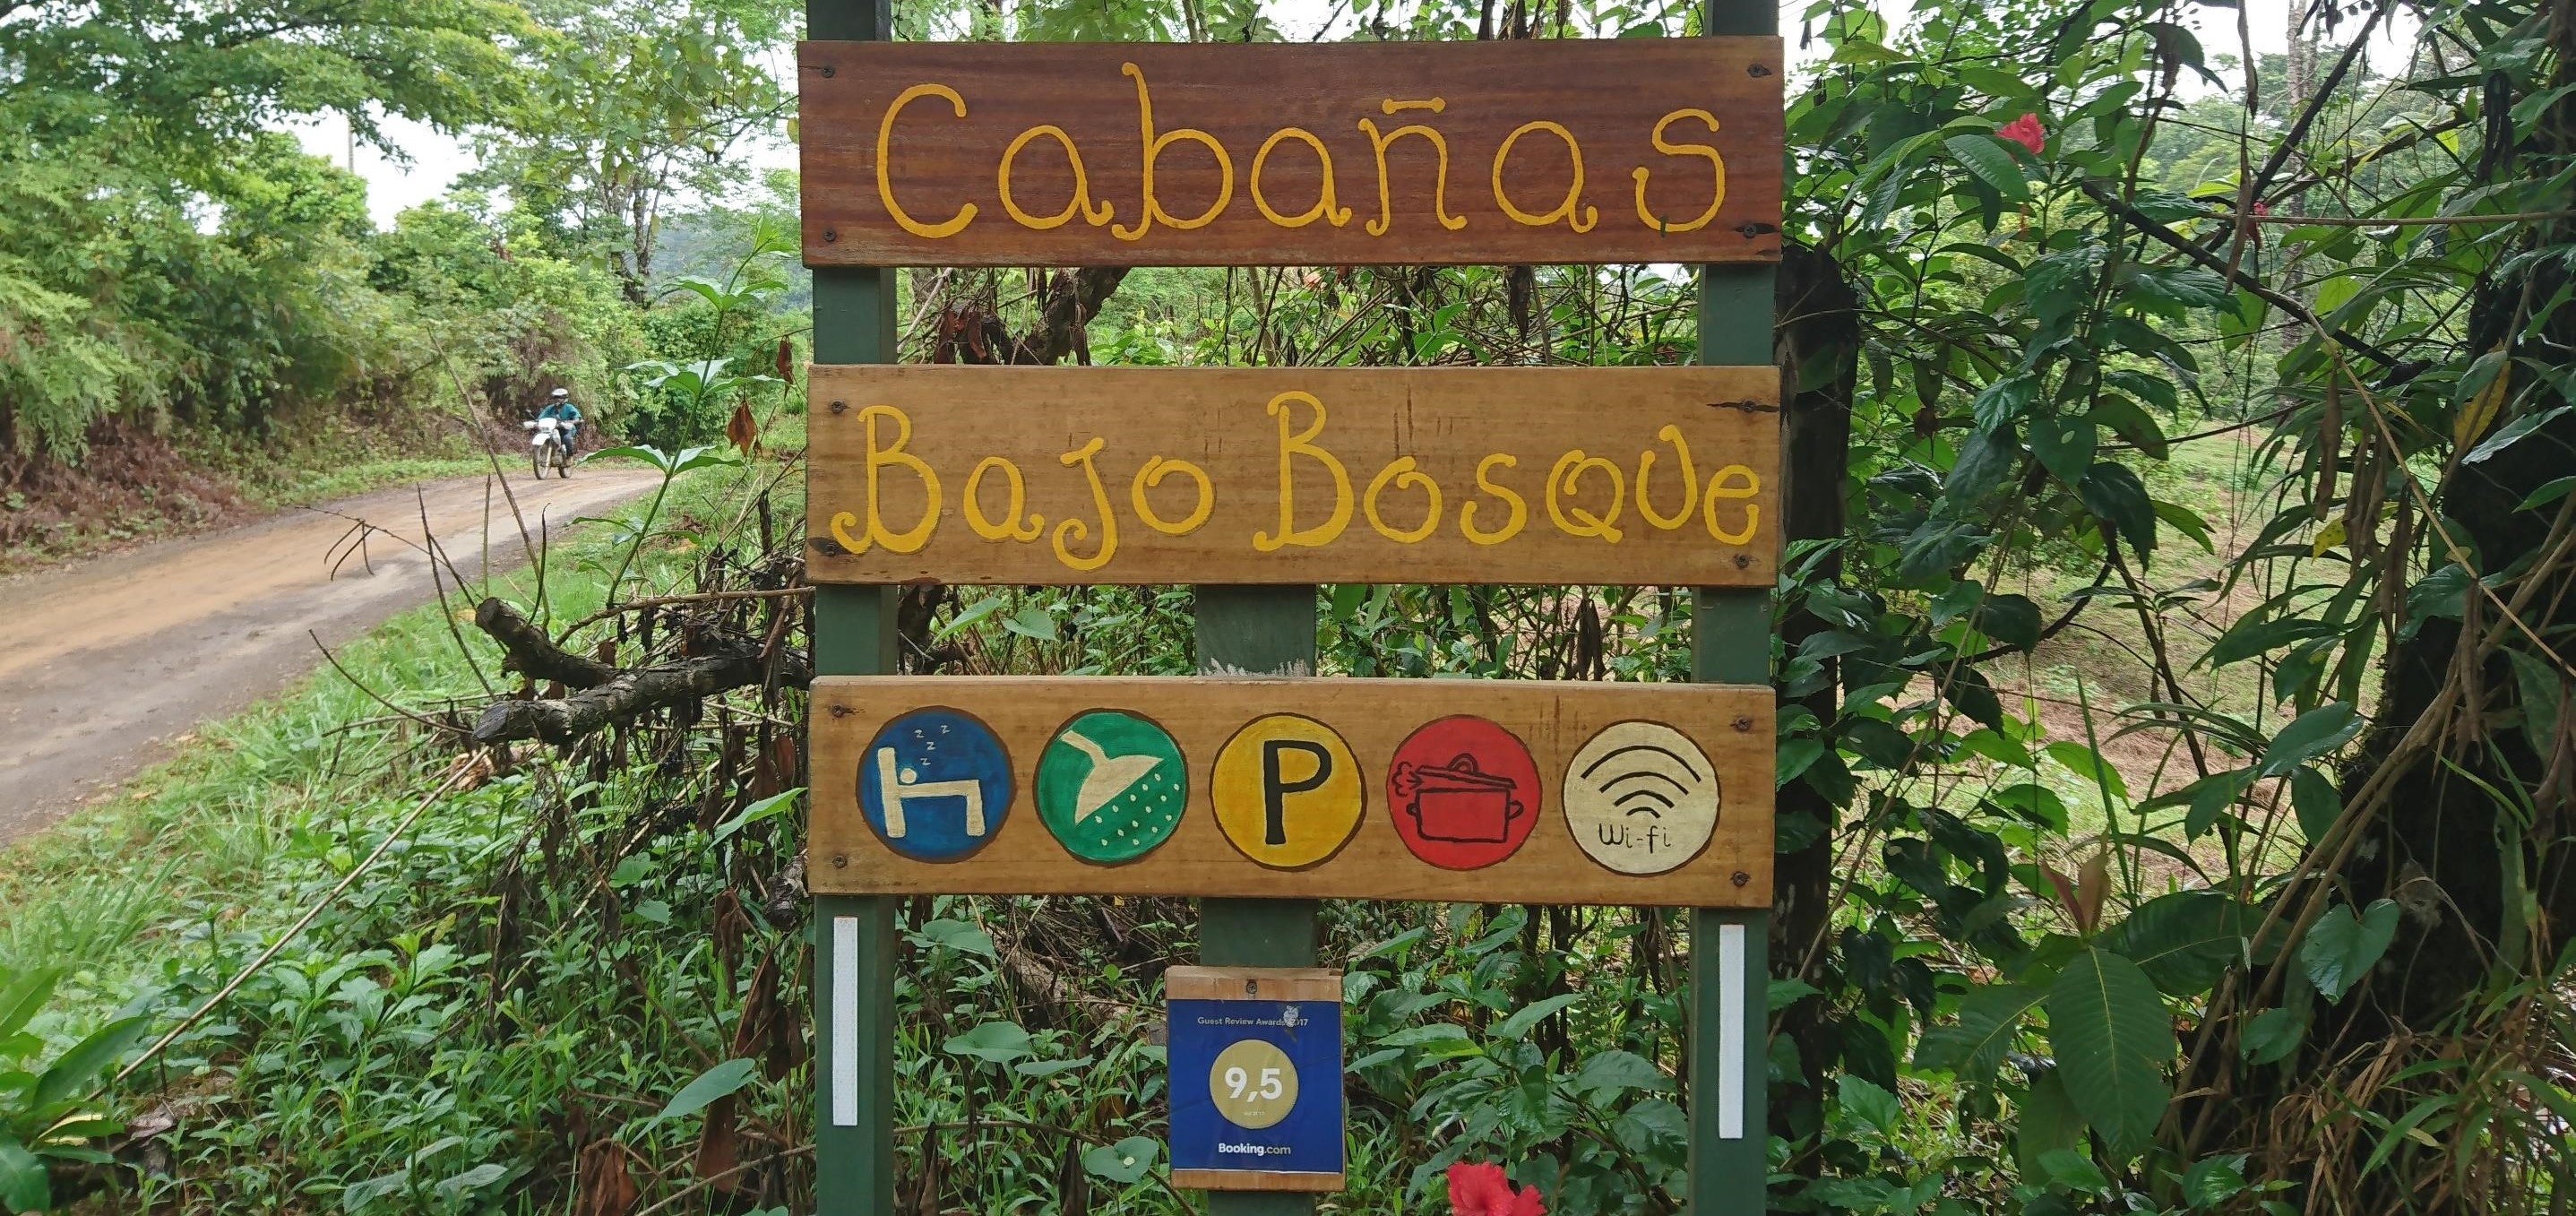 Cabañas
Bajo Bosque
z z z z
P
Wi-fi
Guest Review Awards 2017
9,5
Booking.com